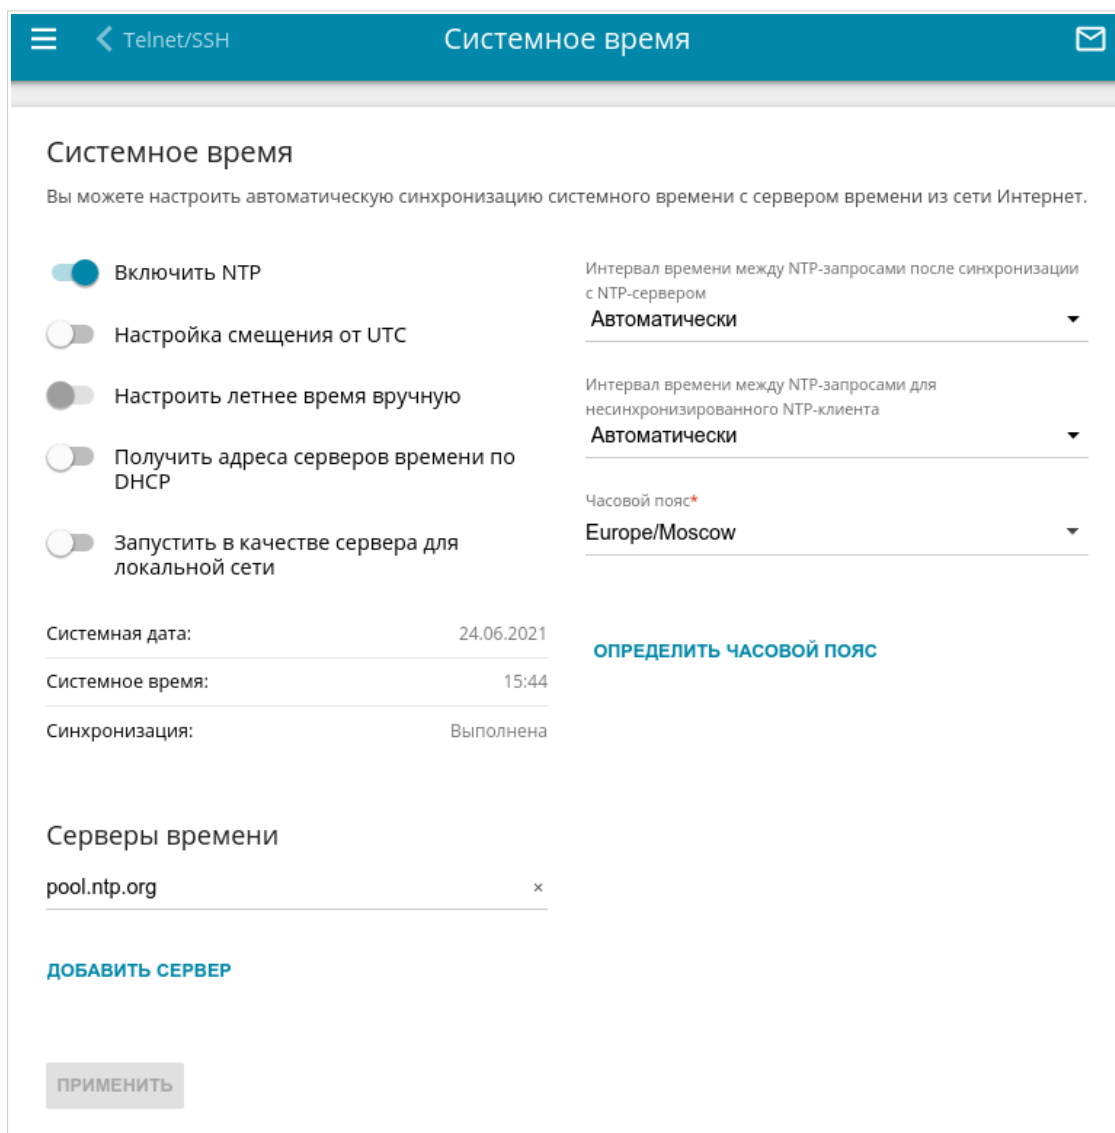 Telnet/SSH
Системное время
Системное время
Вы можете настроить автоматическую синхронизацию системного времени с сервером времени из сети Интернет.
Включить NTP
Настройка смещения от UTC
Настроить летнее время вручную
Получить адреса серверов времени по
DHCP
Запустить в качестве сервера для
локальной сети
Системная дата: 24.06.2021
Системное время: 15:44
Синхронизация: Выполнена
Интервал времени между NTP-запросами после синхронизации
с NTP-сервером
Автоматически
Интервал времени между NTP-запросами для
несинхронизированного NTP-клиента
Автоматически
Часовой пояс*
Europe/Moscow
ОПРЕДЕЛИТЬ ЧАСОВОЙ ПОЯС
Серверы времени
pool.ntp.org ×
ДОБАВИТЬ СЕРВЕР
ПРИМЕНИТЬ